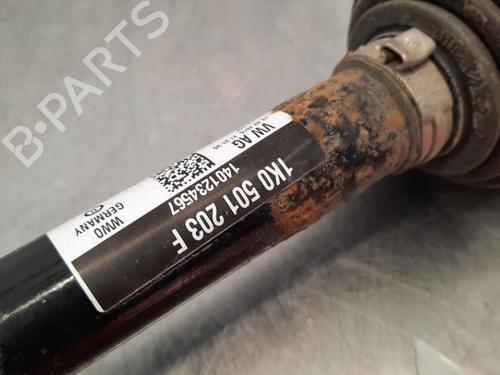 B-PARTS
VW AG
1401234567
1K0 501 203 F
WWO
GERMANY